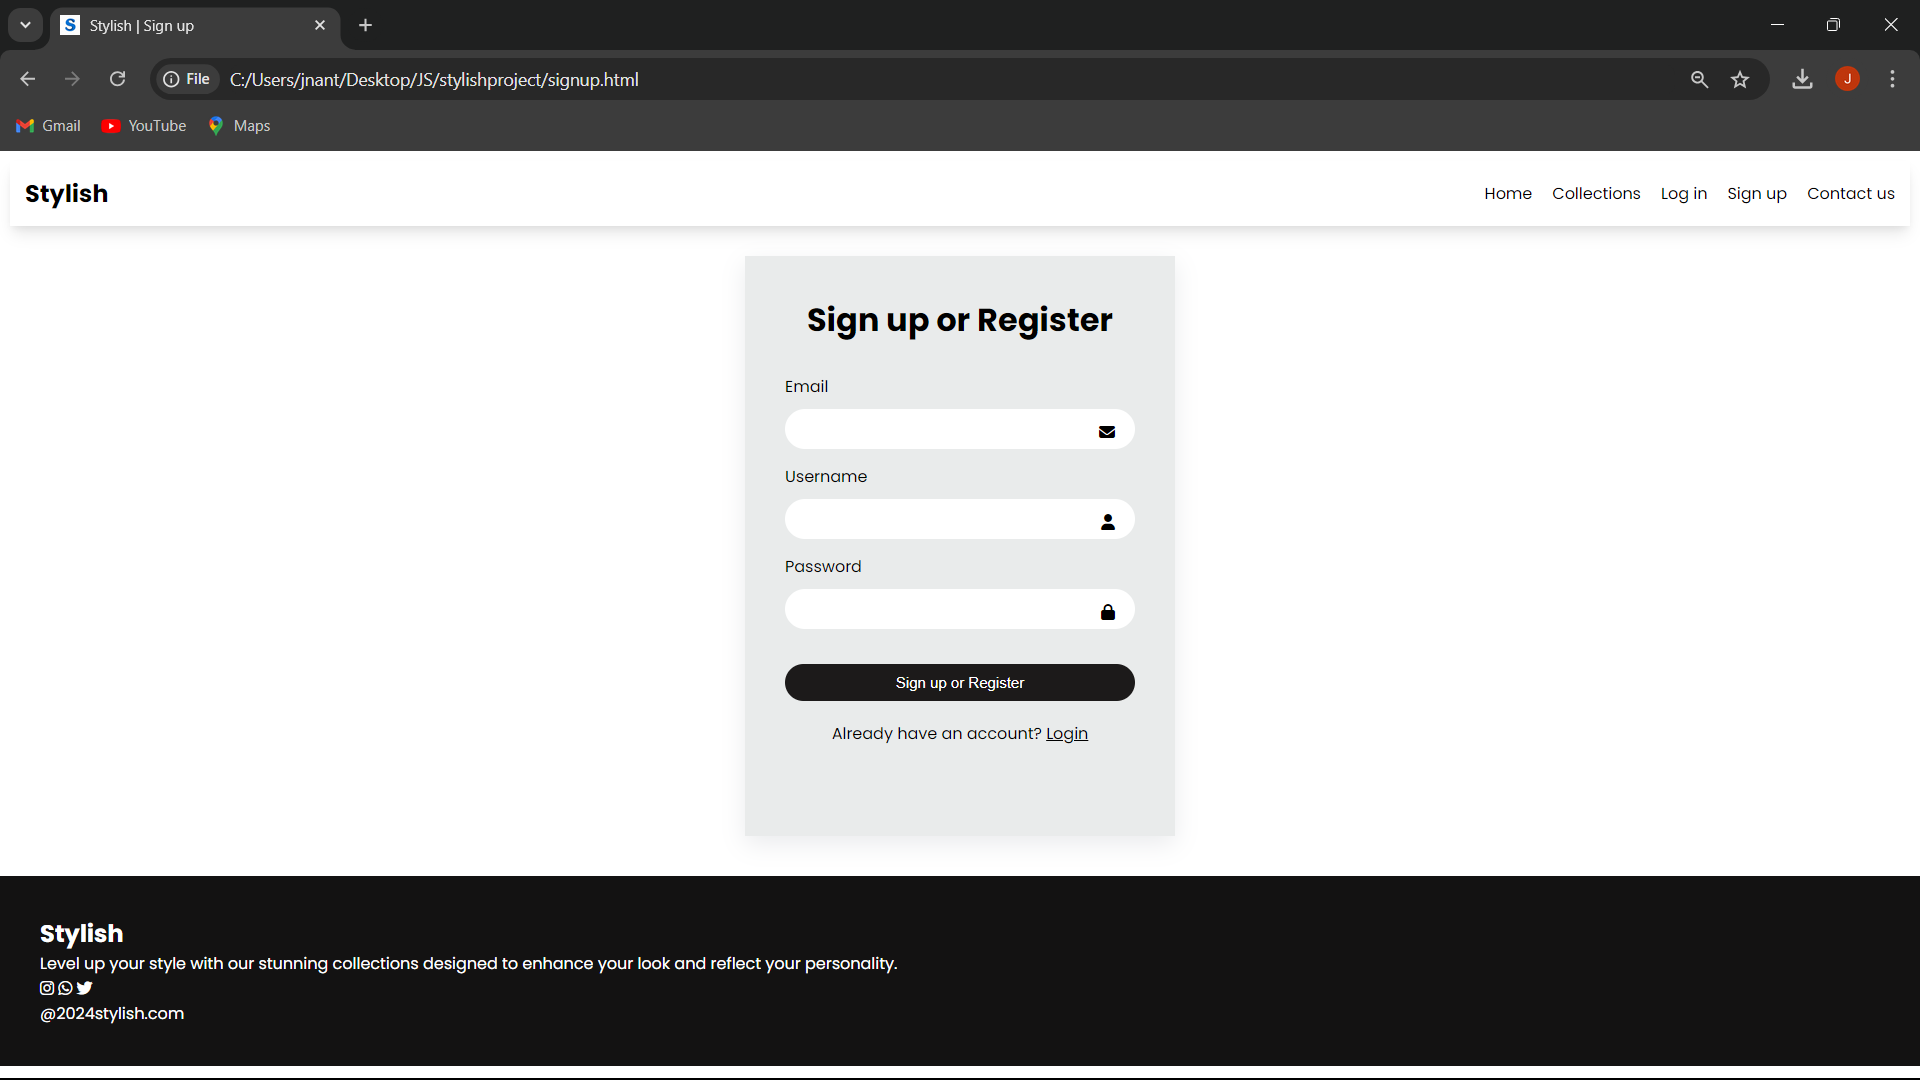 S Stylish | Sign up
File C:/Users/jnant/Desktop/JS/stylishproject/signup.html J
Gmail YouTube Maps
Stylish Home Collections Log in Sign up Contact us
Sign up or Register
Email
Username
Password
Sign up or Register
Already have an account? Login
Stylish
Level up your style with our stunning collections designed to enhance your look and reflect your personality.
@2024stylish.com